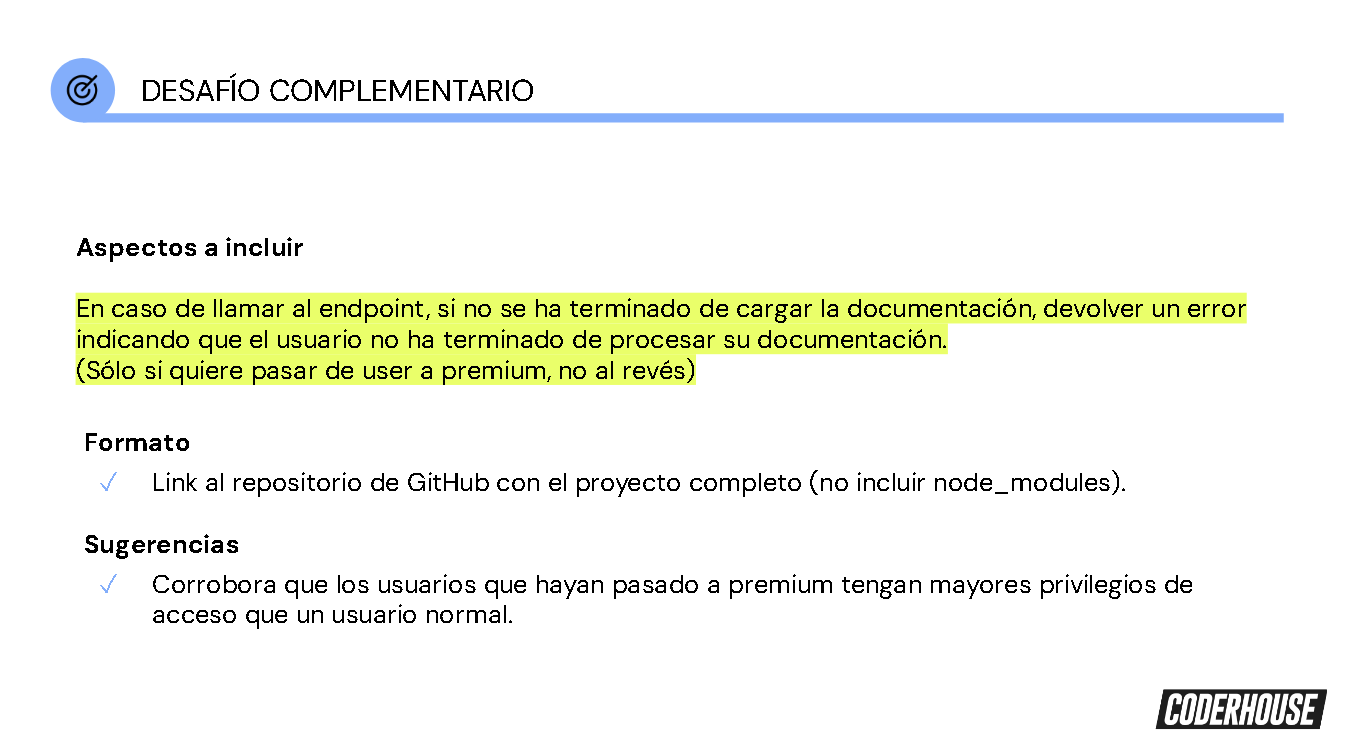 DESAFÍO COMPLEMENTARIO
Aspectos a incluir
En caso de llamar al endpoint, si no se ha terminado de cargar la documentación, devolver un error
indicando que el usuario no ha terminado de procesar su documentación.
(Sólo si quiere pasar de user a premium, no al revés)
Formato
✓ Link al repositorio de GitHub con el proyecto completo (no incluir node_modules).
Sugerencias
✓ Corrobora que los usuarios que hayan pasado a premium tengan mayores privilegios de
acceso que un usuario normal.
CODERHOUSE